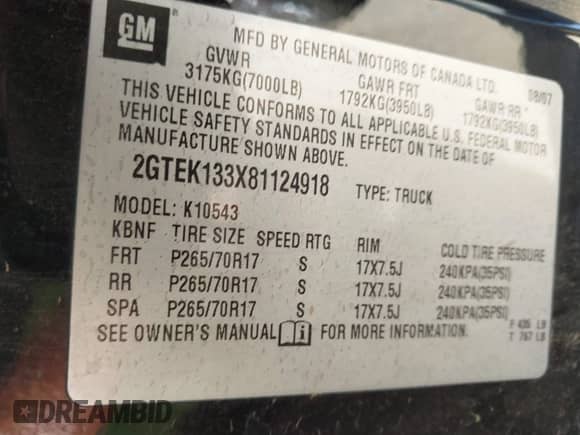 GM
MFD BY GENERAL MOTORS OF CANADA LTD. 08/07
GVWR GAWR FRT GAWR RR
3175KG(7000LB) 1792KG(3950LB) 1792KG(3950LB)
THIS VEHICLE CONFORMS TO ALL APPLICABLE U.S. FEDERAL MOTOR
VEHICLE SAFETY STANDARDS IN EFFECT ON THE DATE OF
MANUFACTURE SHOWN ABOVE.
2GTEK133X81124918 TYPE: TRUCK
MODEL: K10543
KBNF TIRE SIZE SPEED RTG RIM COLD TIRE PRESSURE
FRT P265/70R17 S 17X7.5J 240KPA(35PSI)
RR P265/70R17 S 17X7.5J 240KPA(35PSI)
SPA P265/70R17 S 17X7.5J 240KPA(35PSI)
SEE OWNER'S MANUAL FOR MORE INFORMATION. F 435 LB
T 767 LB
DREAMBID